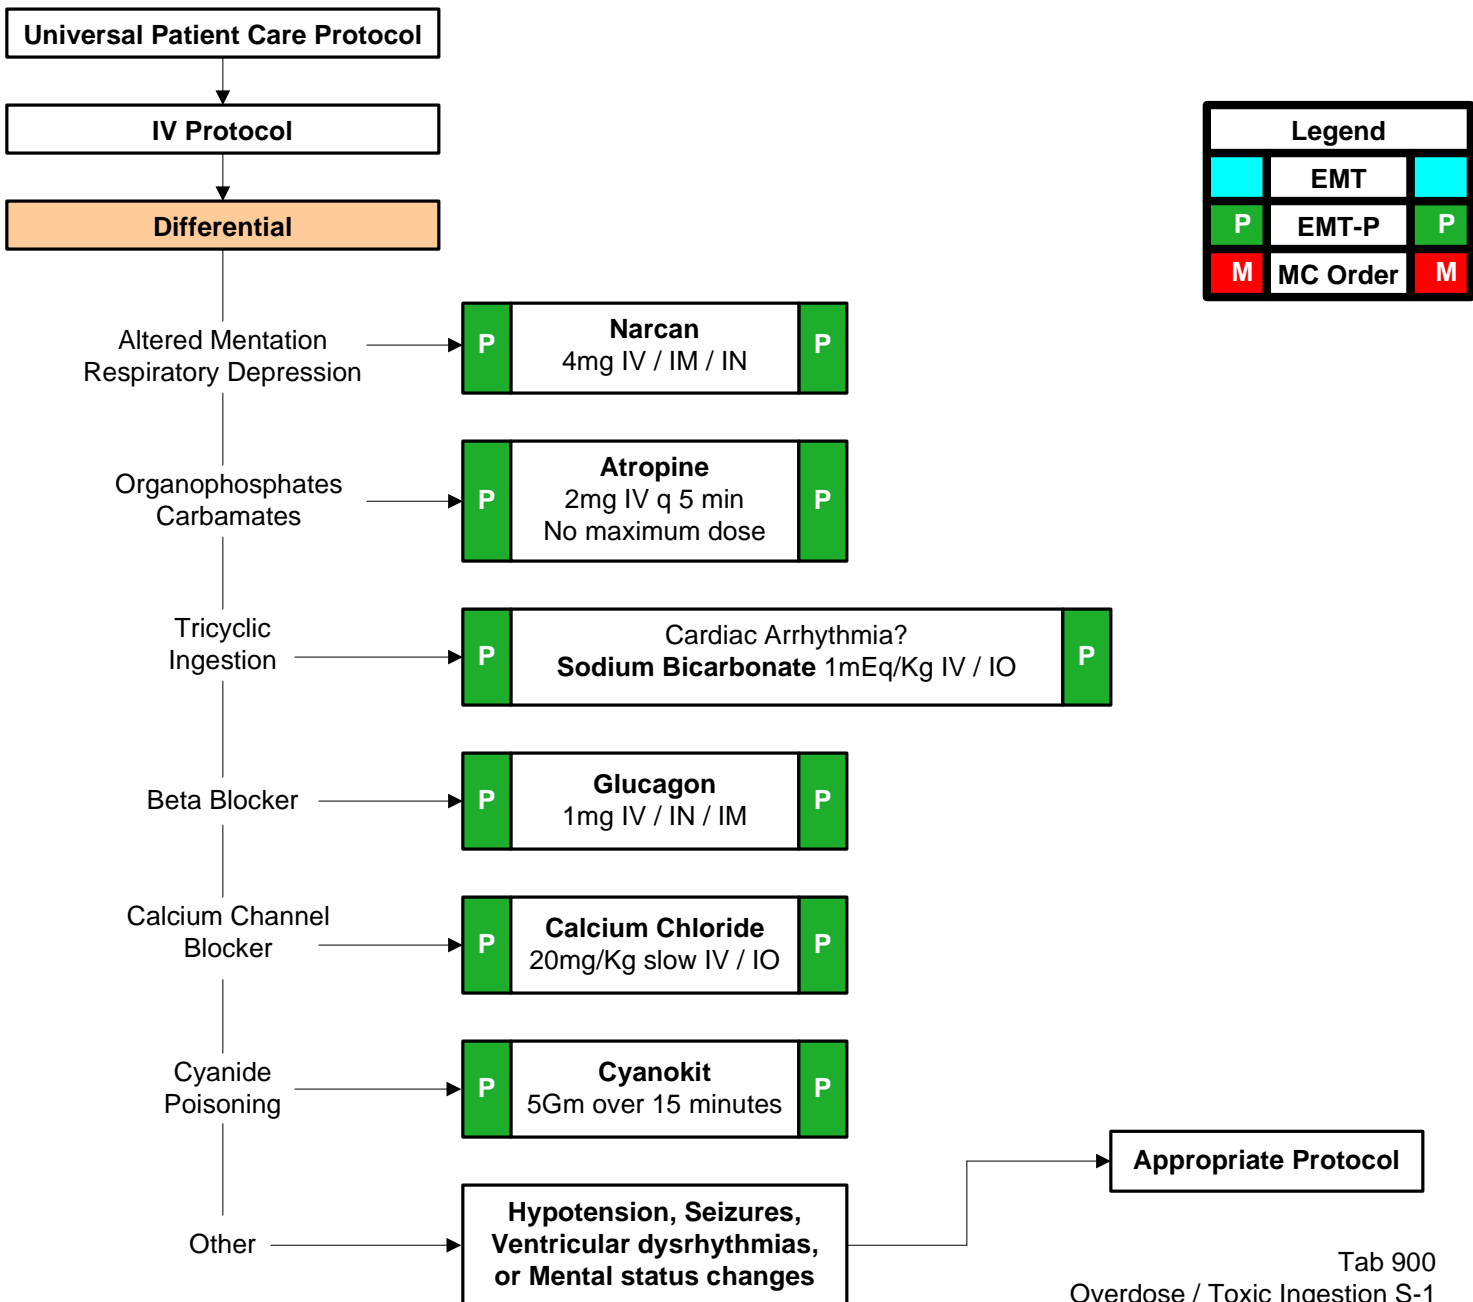 Universal Patient Care Protocol
IV Protocol
Differential
Legend
EMT
P EMT-P P
M MC Order M
Altered Mentation
Respiratory Depression
P P
Narcan
4mg IV / IM / IN
Organophosphates
Carbamates
P P
Atropine
2mg IV q 5 min
No maximum dose
Tricyclic
Ingestion
P P
Cardiac Arrhythmia?
Sodium Bicarbonate 1mEq/Kg IV / IO
Beta Blocker
P P
Glucagon
1mg IV / IN / IM
Calcium Channel
Blocker
P P
Calcium Chloride
20mg/Kg slow IV / IO
Cyanide
Poisoning
P P
Cyanokit
5Gm over 15 minutes
Other
Hypotension, Seizures,
Ventricular dysrhythmias,
or Mental status changes
Appropriate Protocol
Tab 900
Overdose / Toxic Ingestion S-1